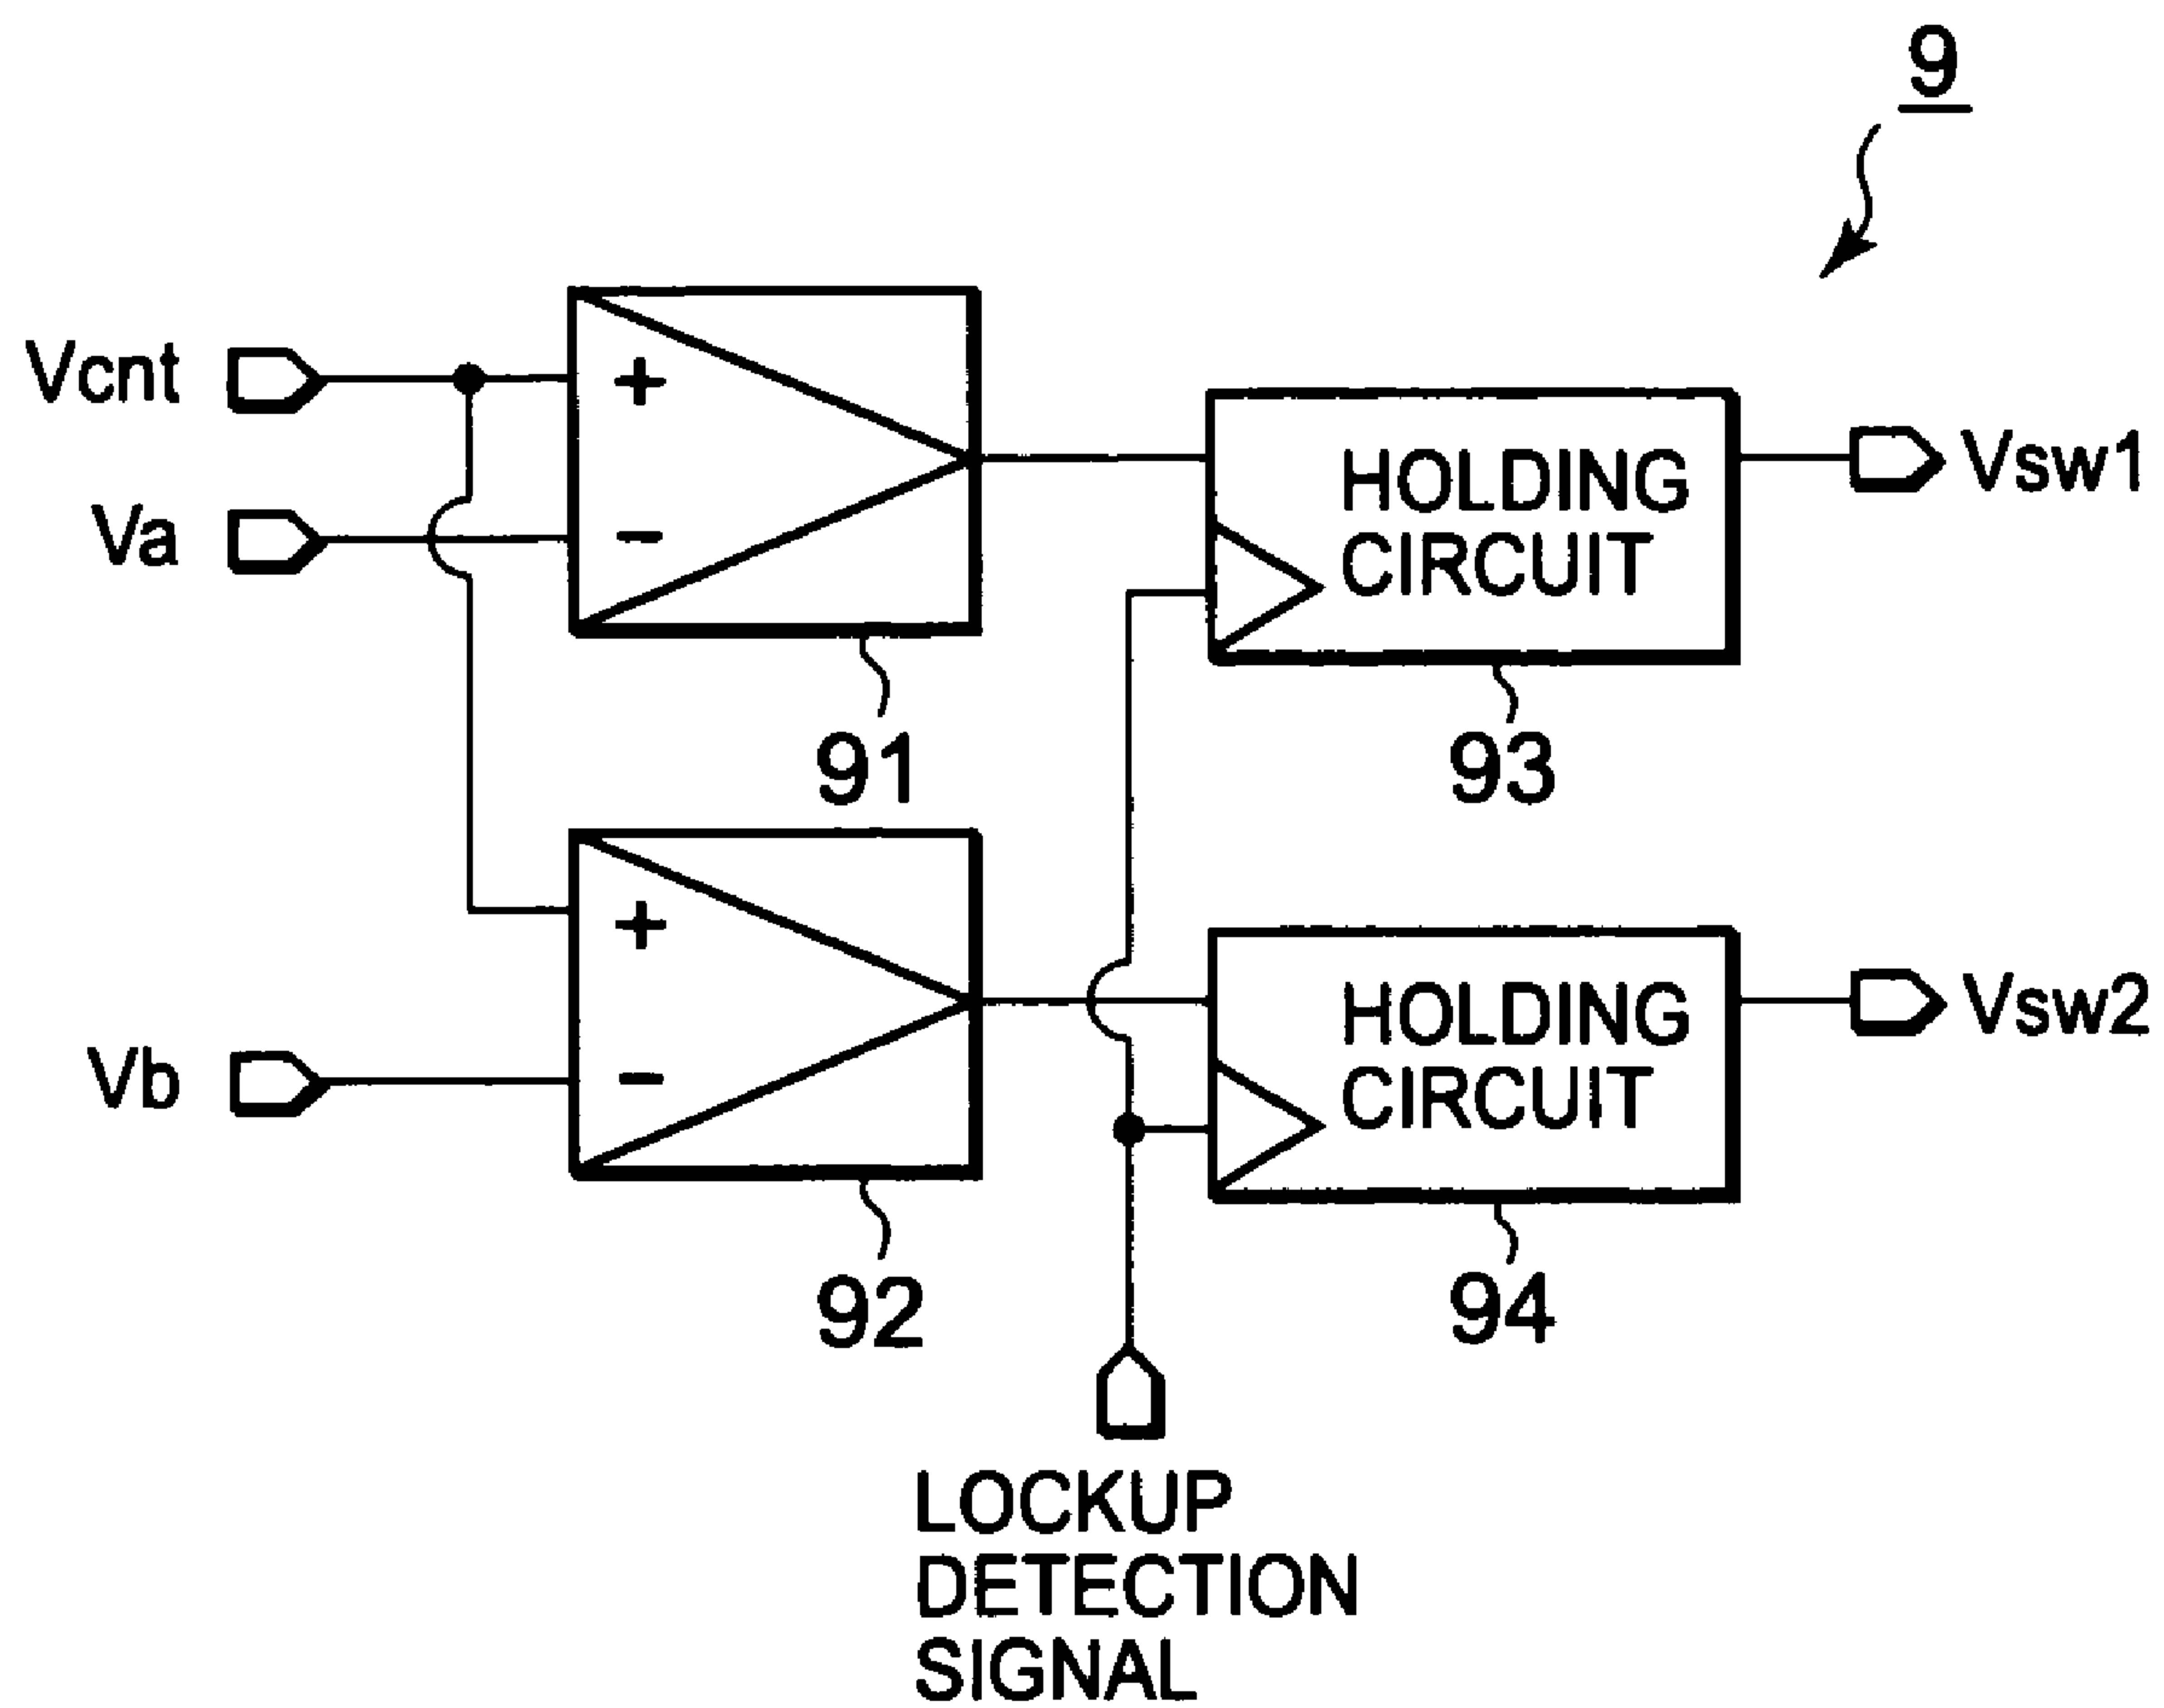 9
Vcnt
+
HOLDING
CIRCUIT
Vsw1
Va
-
91
93
+
HOLDING
CIRCUIT
Vsw2
Vb
-
92
94
LOCKUP
DETECTION
SIGNAL